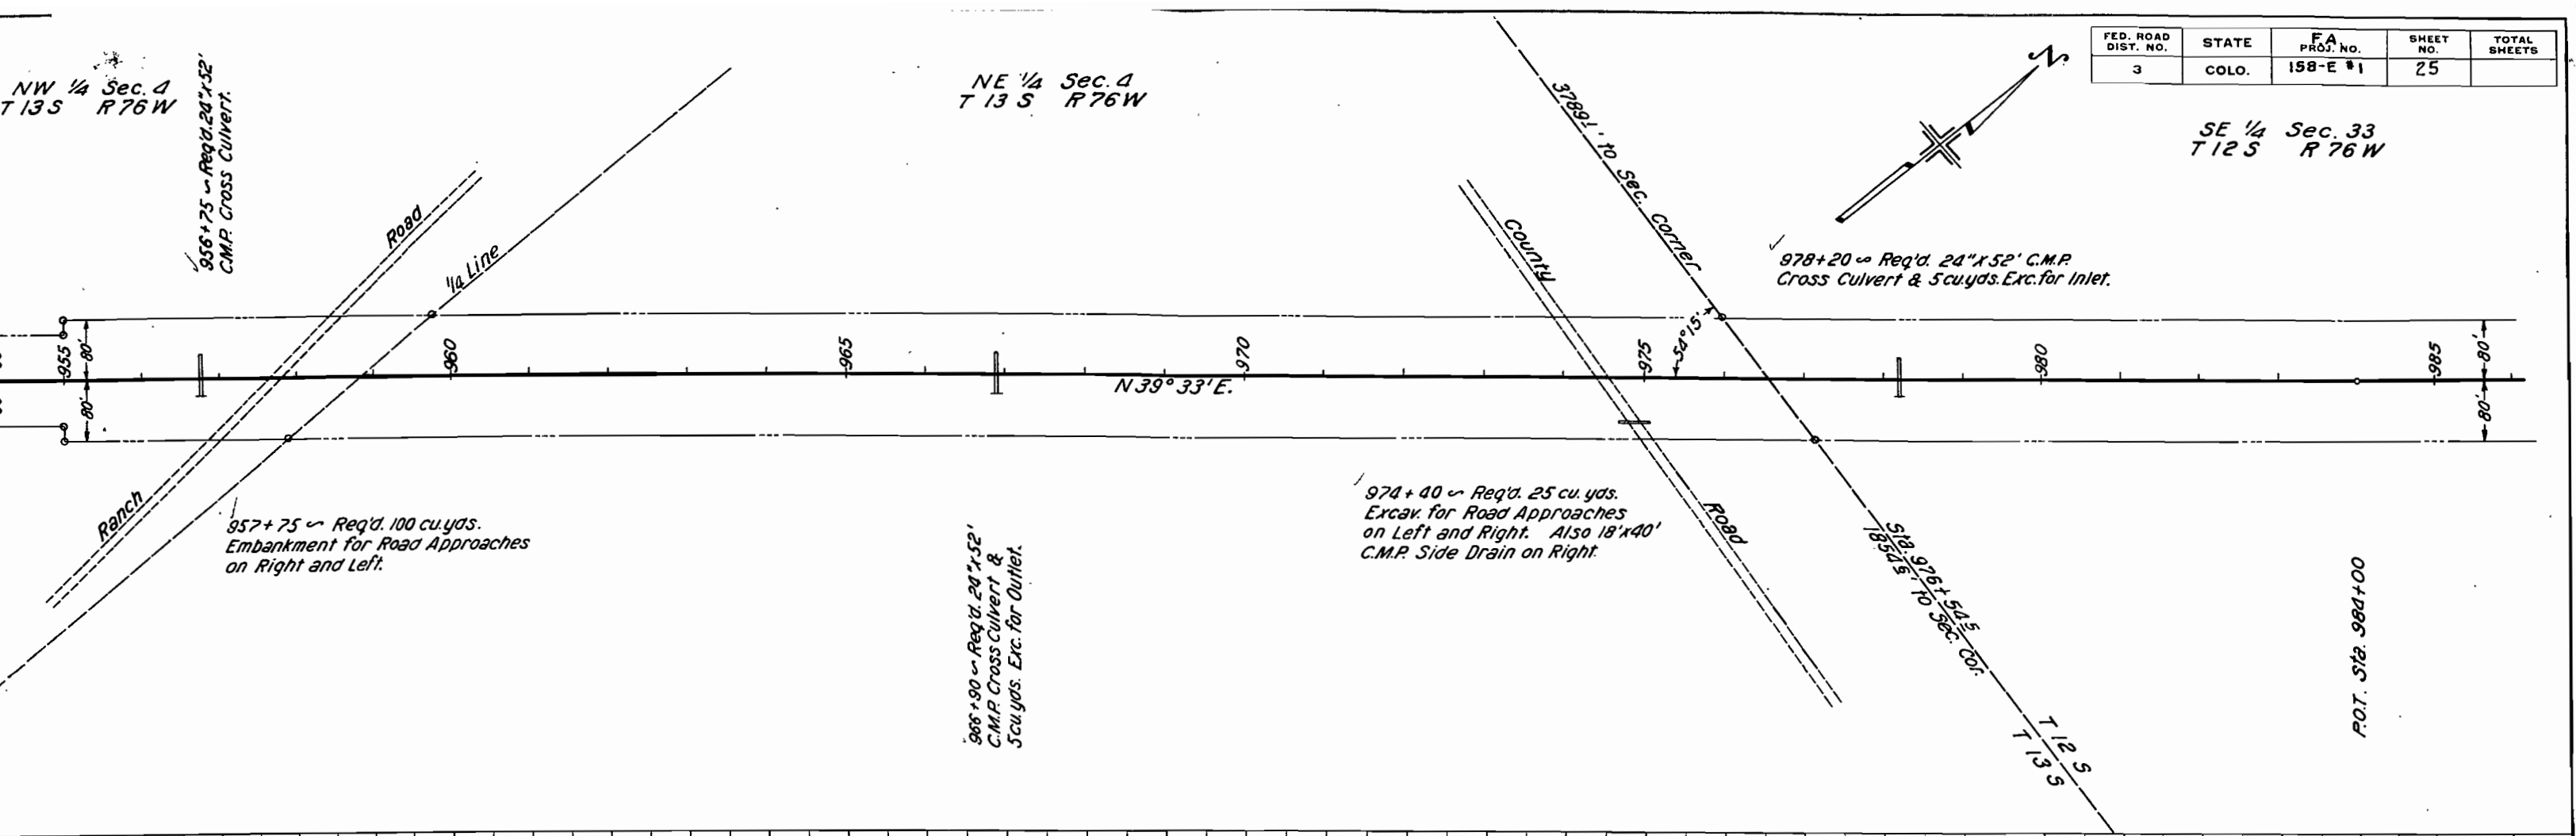 NW 1/4 Sec. 4
T 13 S R 76 W
956+75 ~ Req'd. 24"x52'
C.M.P. Cross Culvert.
Road
1/4 Line
NE 1/4 Sec. 4
T 13 S R 76 W
3789.1' to Sec. Corner
County
N
FED. ROAD DIST. NO. STATE F.A. PROJ. NO. SHEET NO. TOTAL SHEETS
3 COLO. 158-E #1 25
SE 1/4 Sec. 33
T 12 S R 76 W
978+20 ~ Req'd. 24"x52' C.M.P.
Cross Culvert & 5 cu.yds. Exc. for Inlet.
955
80'
80'
960
965
970
975
54°15'
980
985
80'
80'
N 39° 33' E.
Ranch
957+75 ~ Req'd. 100 cu.yds.
Embankment for Road Approaches
on Right and Left.
966+90 ~ Req'd. 24"x52'
C.M.P. Cross Culvert &
5 cu.yds. Exc. for Outlet.
974+40 ~ Req'd. 25 cu. yds.
Excav. for Road Approaches
on Left and Right. Also 18'x40'
C.M.P. Side Drain on Right
Road
Sta. 976+54.5
1854.5' to Sec. Cor.
T 12 S
T 13 S
P.O.T. Sta. 984+00